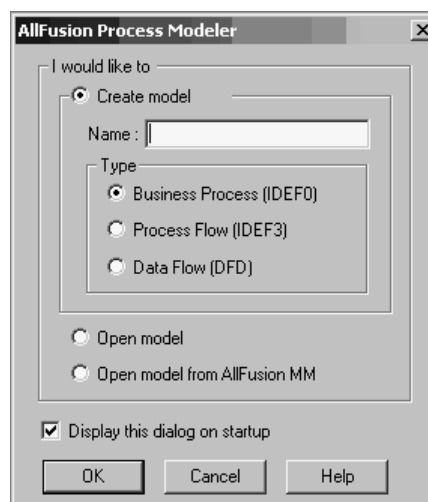 AllFusion Process Modeler
I would like to
Create model
Name :
Type
Business Process (IDEF0)
Process Flow (IDEF3)
Data Flow (DFD)
Open model
Open model from AllFusion MM
Display this dialog on startup
OK Cancel Help